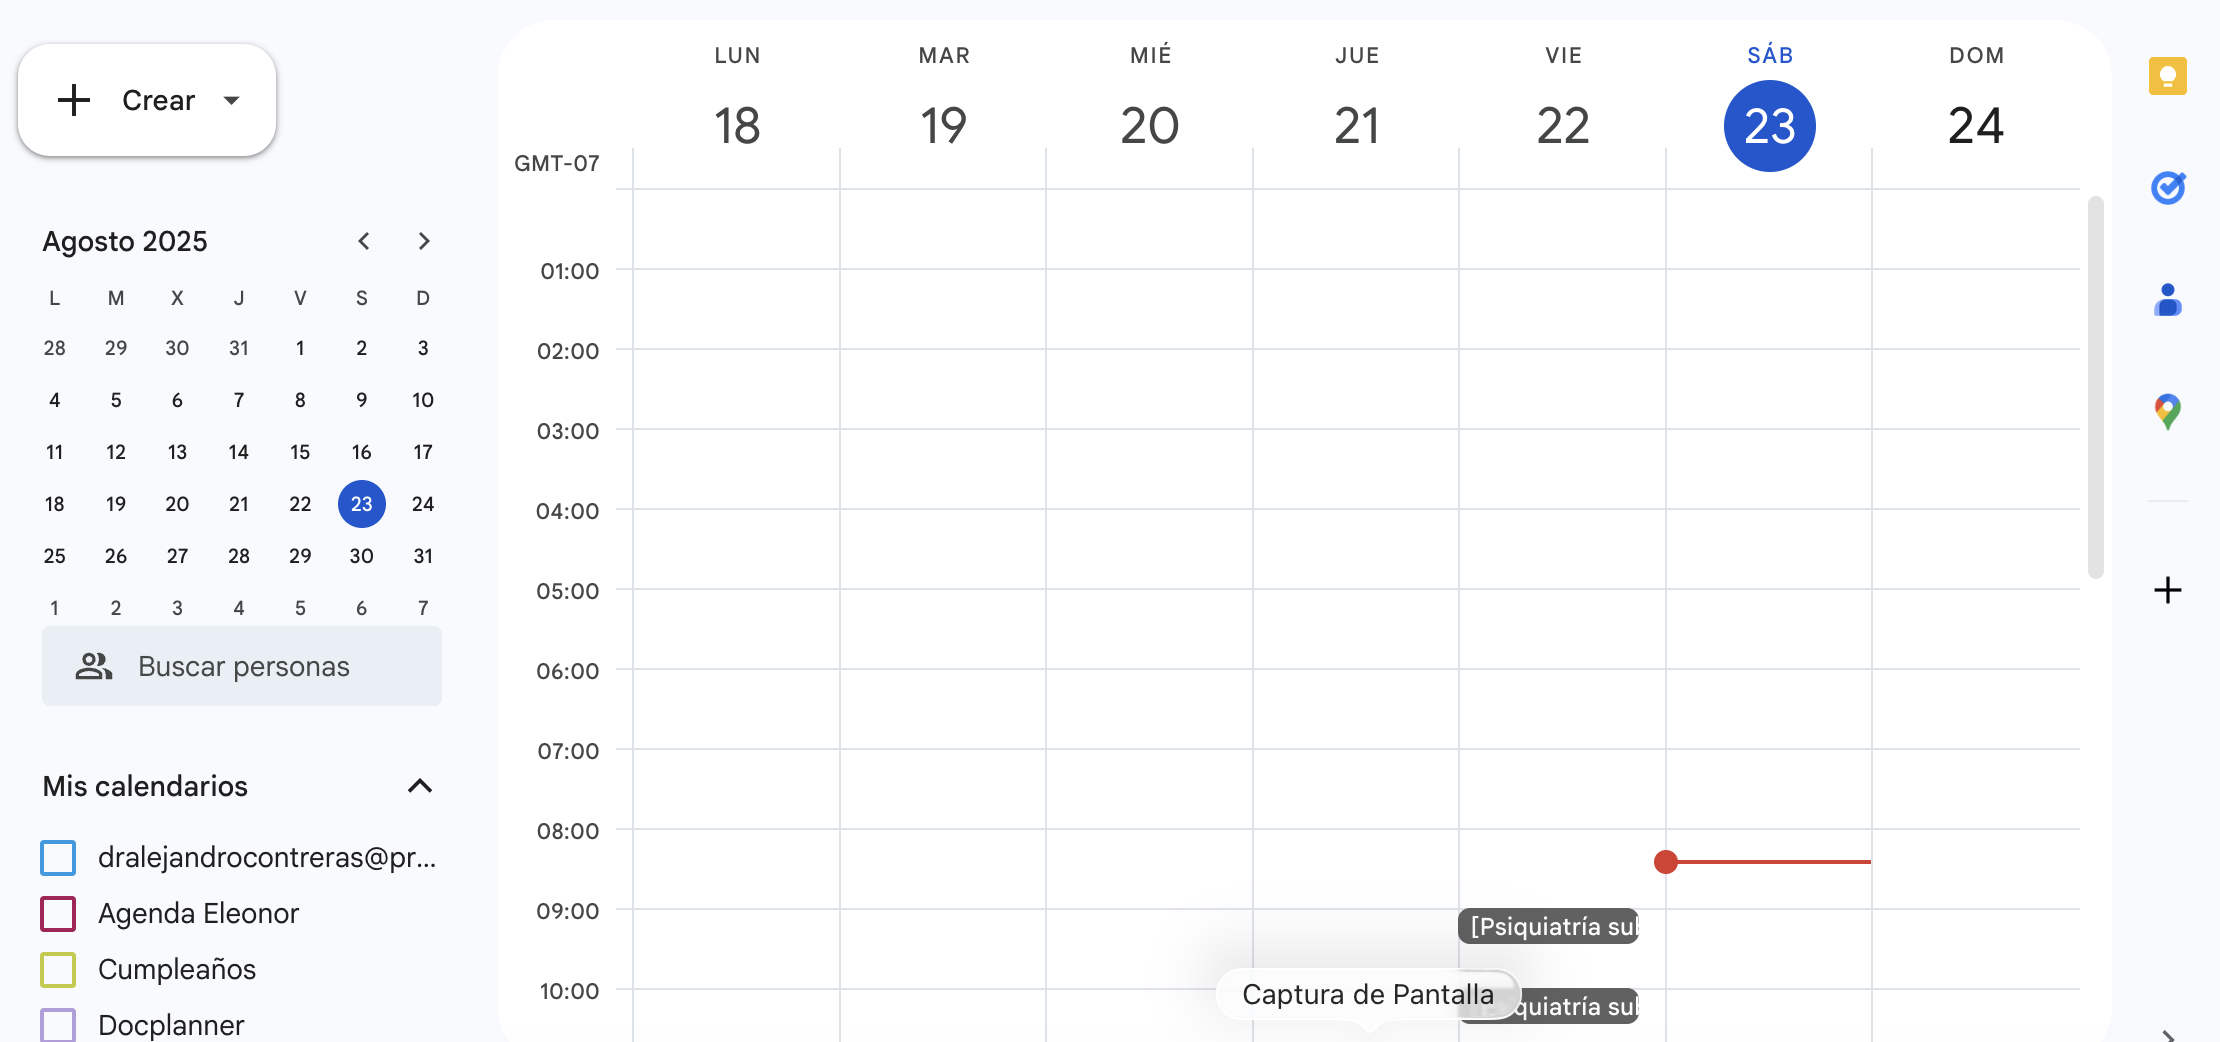 Crear
Agosto 2025
L M X J V S D
28 29 30 31 1 2 3
4 5 6 7 8 9 10
11 12 13 14 15 16 17
18 19 20 21 22 23 24
25 26 27 28 29 30 31
1 2 3 4 5 6 7
Buscar personas
Mis calendarios
dralejandrocontreras@pr...
Agenda Eleonor
Cumpleaños
Docplanner
LUN MAR MIÉ JUE VIE SÁB DOM
18 19 20 21 22 23 24
GMT-07
01:00
02:00
03:00
04:00
05:00
06:00
07:00
08:00
09:00
[Psiquiatría sub
10:00
Captura de Pantalla
quiatría sub